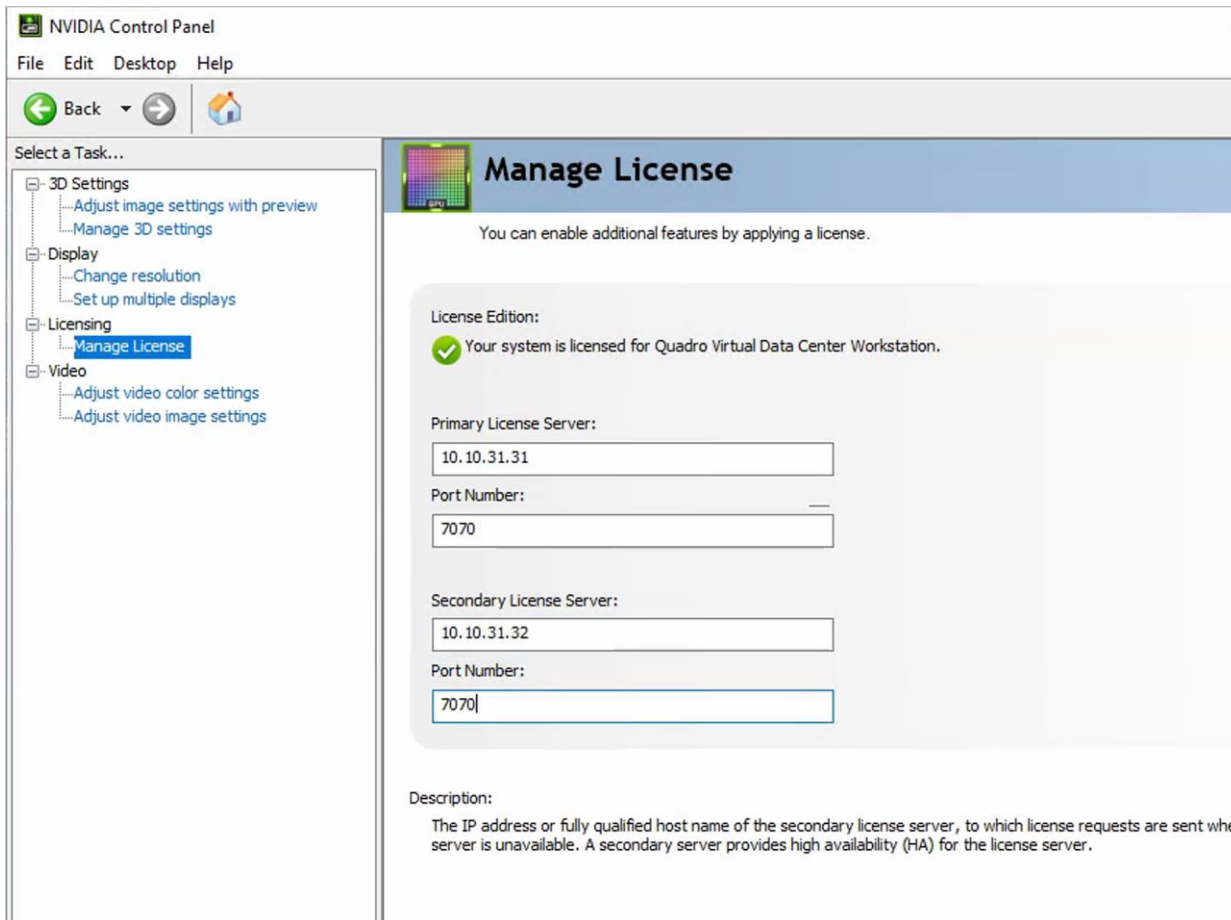 NVIDIA Control Panel
File Edit Desktop Help
Back
Select a Task...
3D Settings
Adjust image settings with preview
Manage 3D settings
Display
Change resolution
Set up multiple displays
Licensing
Manage License
Video
Adjust video color settings
Adjust video image settings
GPU
Manage License
You can enable additional features by applying a license.
License Edition:
Your system is licensed for Quadro Virtual Data Center Workstation.
Primary License Server:
10.10.31.31
Port Number:
7070
Secondary License Server:
10.10.31.32
Port Number:
7070
Description:
The IP address or fully qualified host name of the secondary license server, to which license requests are sent
server is unavailable. A secondary server provides high availability (HA) for the license server.